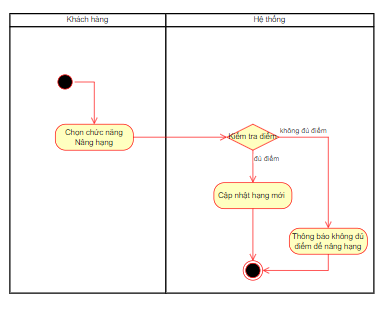 Khách hàng
Hệ thống
Chọn chức năng
Nâng hạng
Kiểm tra điểm
không đủ điểm
đủ điểm
Cập nhật hạng mới
Thông báo không đủ
điểm để nâng hạng